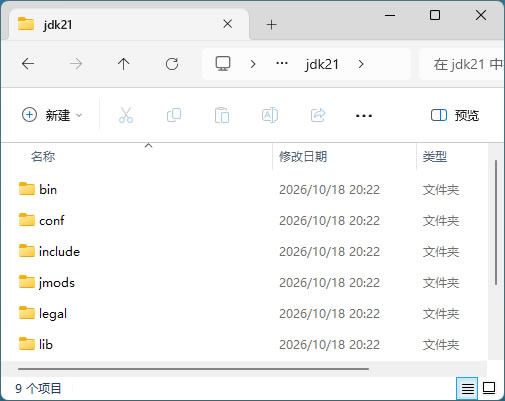 jdk21
jdk21
在 jdk21 中
新建
预览
名称 修改日期 类型
bin 2026/10/18 20:22 文件夹
conf 2026/10/18 20:22 文件夹
include 2026/10/18 20:22 文件夹
jmods 2026/10/18 20:22 文件夹
legal 2026/10/18 20:22 文件夹
lib 2026/10/18 20:22 文件夹
9 个项目